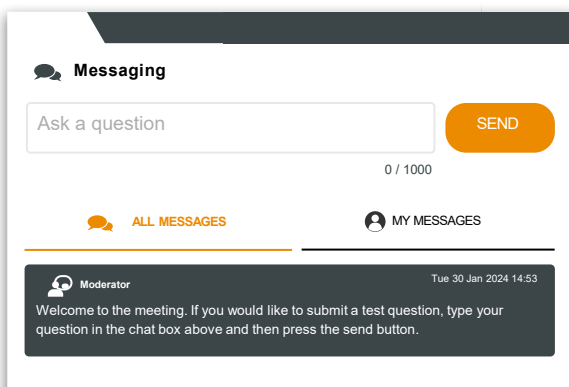 Messaging
Ask a question
SEND
0 / 1000
ALL MESSAGES
MY MESSAGES
Moderator
Tue 30 Jan 2024 14:53
Welcome to the meeting. If you would like to submit a test question, type your
question in the chat box above and then press the send button.